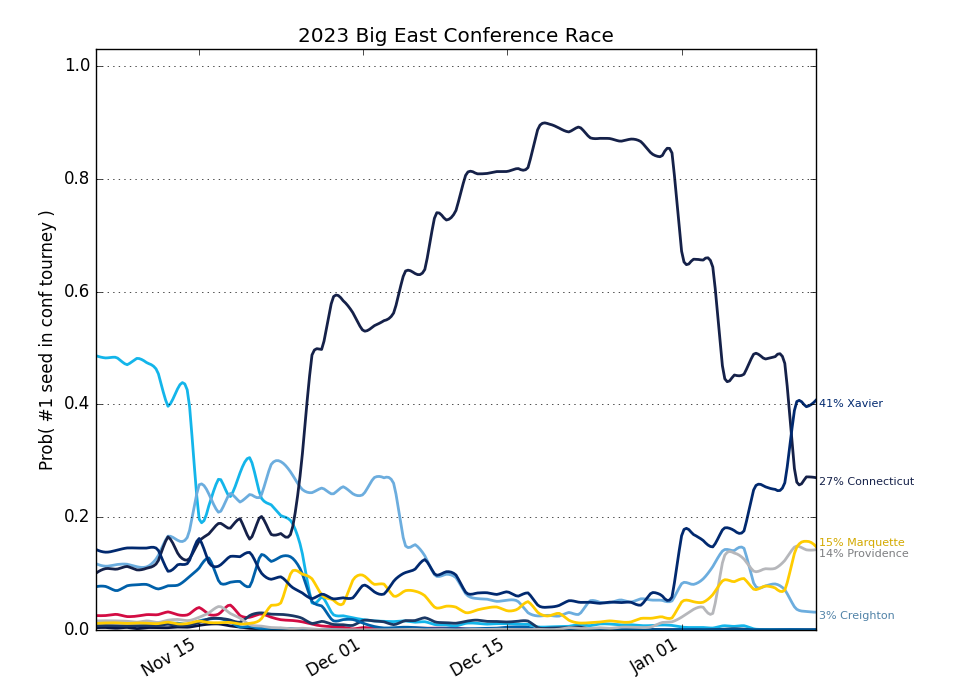 2023 Big East Conference Race
Prob( #1 seed in conf tourney )
1.0
0.8
0.6
0.4
0.2
0.0
Nov 15
Dec 01
Dec 15
Jan 01
41% Xavier
27% Connecticut
15% Marquette
14% Providence
3% Creighton